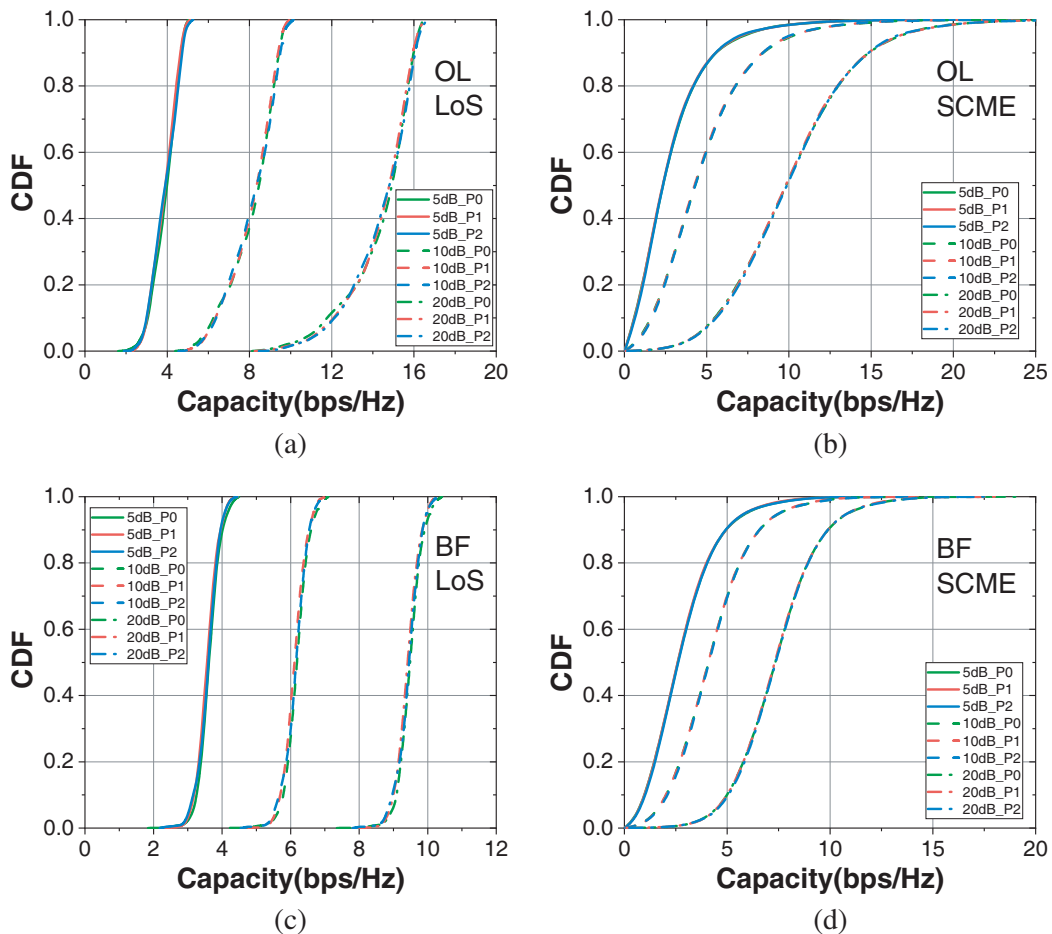 1.0
0.8
0.6
0.4
0.2
0.0
CDF
0 4 8 12 16 20
Capacity(bps/Hz)
OL
LoS
5dB_P0
5dB_P1
5dB_P2
10dB_P0
10dB_P1
10dB_P2
20dB_P0
20dB_P1
20dB_P2
(a)
1.0
0.8
0.6
0.4
0.2
0.0
CDF
0 5 10 15 20 25
Capacity(bps/Hz)
OL
SCME
5dB_P0
5dB_P1
5dB_P2
10dB_P0
10dB_P1
10dB_P2
20dB_P0
20dB_P1
20dB_P2
(b)
1.0
0.8
0.6
0.4
0.2
0.0
CDF
0 2 4 6 8 10 12
Capacity(bps/Hz)
BF
LoS
5dB_P0
5dB_P1
5dB_P2
10dB_P0
10dB_P1
10dB_P2
20dB_P0
20dB_P1
20dB_P2
(c)
1.0
0.8
0.6
0.4
0.2
0.0
CDF
0 5 10 15 20
Capacity(bps/Hz)
BF
SCME
5dB_P0
5dB_P1
5dB_P2
10dB_P0
10dB_P1
10dB_P2
20dB_P0
20dB_P1
20dB_P2
(d)